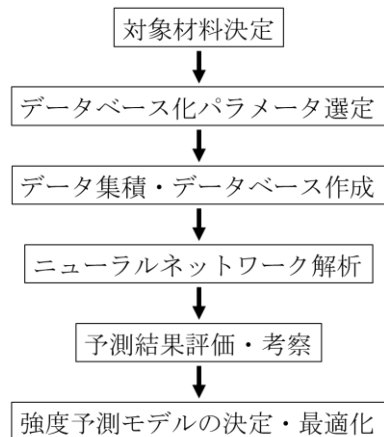 対象材料決定
データベース化パラメータ選定
データ集積・データベース作成
ニューラルネットワーク解析
予測結果評価・考察
強度予測モデルの決定・最適化